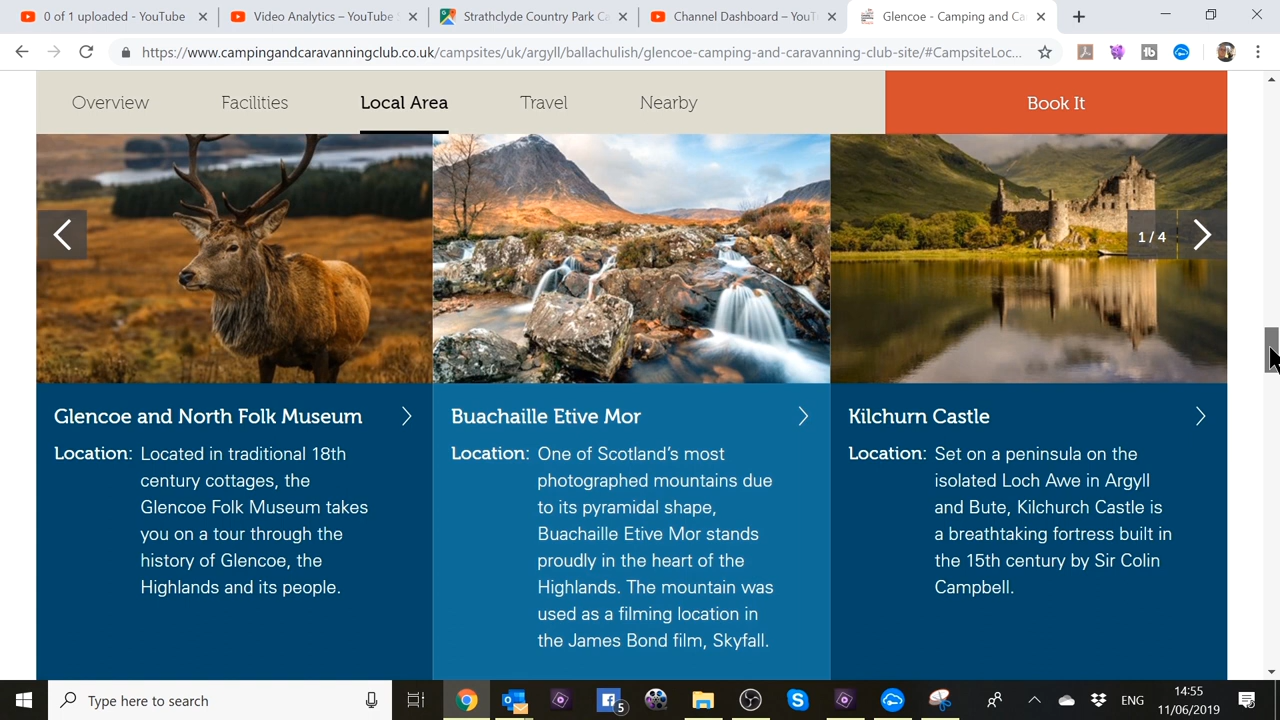 0 of 1 uploaded - YouTube
Video Analytics – YouTube S
Strathclyde Country Park Ca
Channel Dashboard – YouT
Glencoe - Camping and Ca
https://www.campingandcaravanningclub.co.uk/campsites/uk/argyll/ballachulish/glencoe-camping-and-caravanning-club-site/#CampsiteLoc...
Overview
Facilities
Local Area
Travel
Nearby
Book It
1 / 4
Glencoe and North Folk Museum
Location: Located in traditional 18th
century cottages, the
Glencoe Folk Museum takes
you on a tour through the
history of Glencoe, the
Highlands and its people.
Buachaille Etive Mor
Location: One of Scotland's most
photographed mountains due
to its pyramidal shape,
Buachaille Etive Mor stands
proudly in the heart of the
Highlands. The mountain was
used as a filming location in
the James Bond film, Skyfall.
Kilchurn Castle
Location: Set on a peninsula on the
isolated Loch Awe in Argyll
and Bute, Kilchurch Castle is
a breathtaking fortress built in
the 15th century by Sir Colin
Campbell.
Type here to search
5
ENG
14:55
11/06/2019